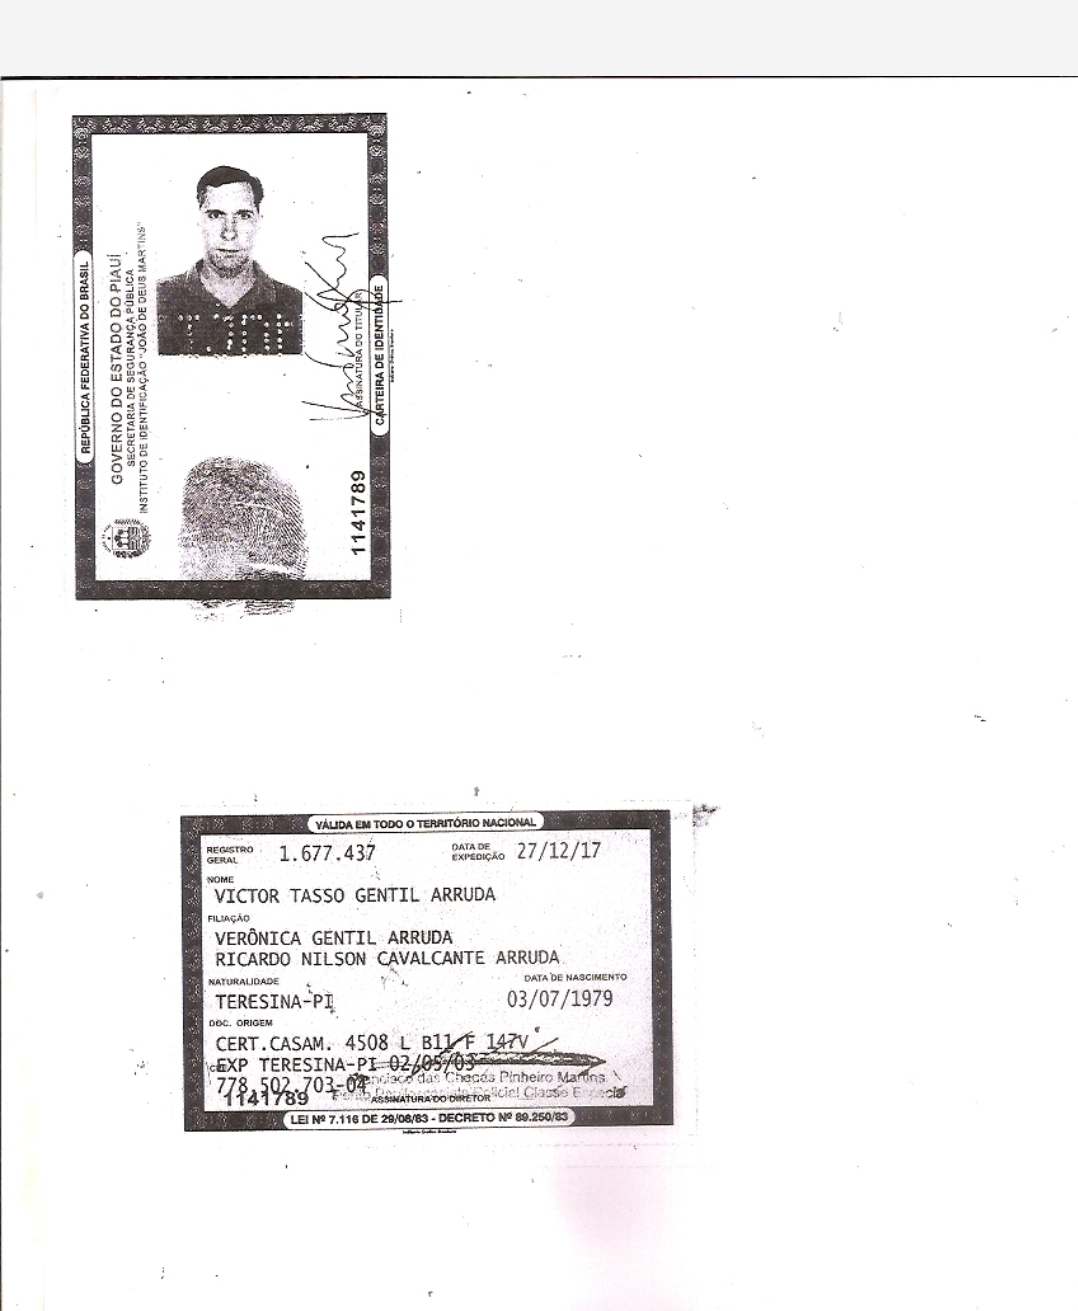 REPÚBLICA FEDERATIVA DO BRASIL
GOVERNO DO ESTADO DO PIAUÍ
SECRETARIA DE SEGURANÇA PÚBLICA
INSTITUTO DE IDENTIFICAÇÃO "JOÃO DE DEUS MARTINS"
ASSINATURA DO TITULAR
CARTEIRA DE IDENTIDADE
1141789
VÁLIDA EM TODO O TERRITÓRIO NACIONAL
REGISTRO GERAL 1.677.437 DATA DE EXPEDIÇÃO 27/12/17
NOME
VICTOR TASSO GENTIL ARRUDA
FILIAÇÃO
VERÔNICA GENTIL ARRUDA
RICARDO NILSON CAVALCANTE ARRUDA
NATURALIDADE DATA DE NASCIMENTO
TERESINA-PI 03/07/1979
DOC. ORIGEM
CERT.CASAM. 4508 L B11 F 147V
EXP TERESINA-PI 02/05/03
778.502.703-04 das Chagas Pinheiro Martins
1141789 Policial Classe
ASSINATURA DO DIRETOR
LEI Nº 7.116 DE 29/08/83 - DECRETO Nº 89.250/83